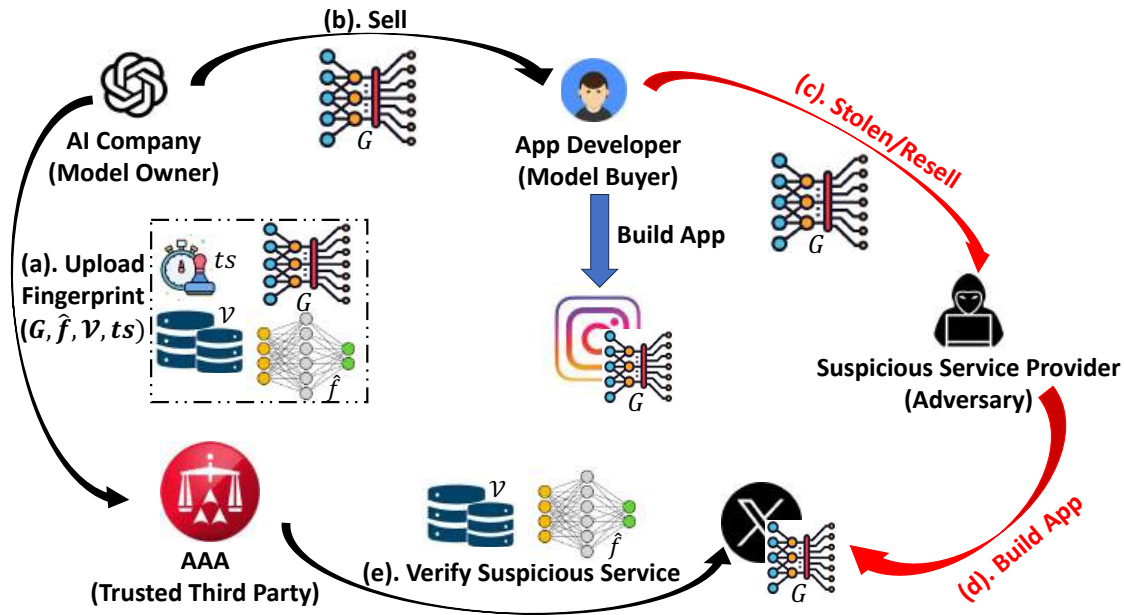 (b). Sell
G
AI Company
(Model Owner)
App Developer
(Model Buyer)
(c). Stolen/Resell
G
Build App
(a). Upload
Fingerprint
(G, f̂, 𝒱, ts)
ts
G
𝒱
f̂
G
Suspicious Service Provider
(Adversary)
AAA
(Trusted Third Party)
𝒱
f̂
(e). Verify Suspicious Service
X
G
(d). Build App